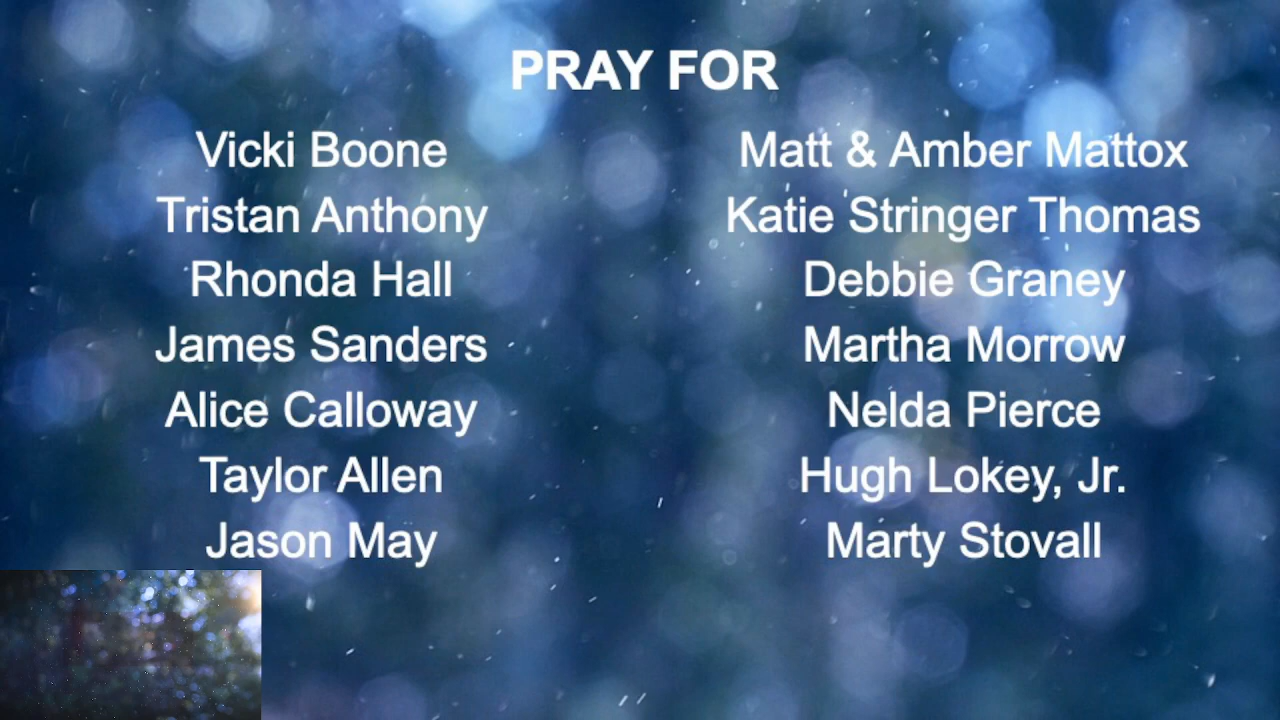 PRAY FOR
Vicki Boone
Tristan Anthony
Rhonda Hall
James Sanders
Alice Calloway
Taylor Allen
Jason May
Matt & Amber Mattox
Katie Stringer Thomas
Debbie Graney
Martha Morrow
Nelda Pierce
Hugh Lokey, Jr.
Marty Stovall